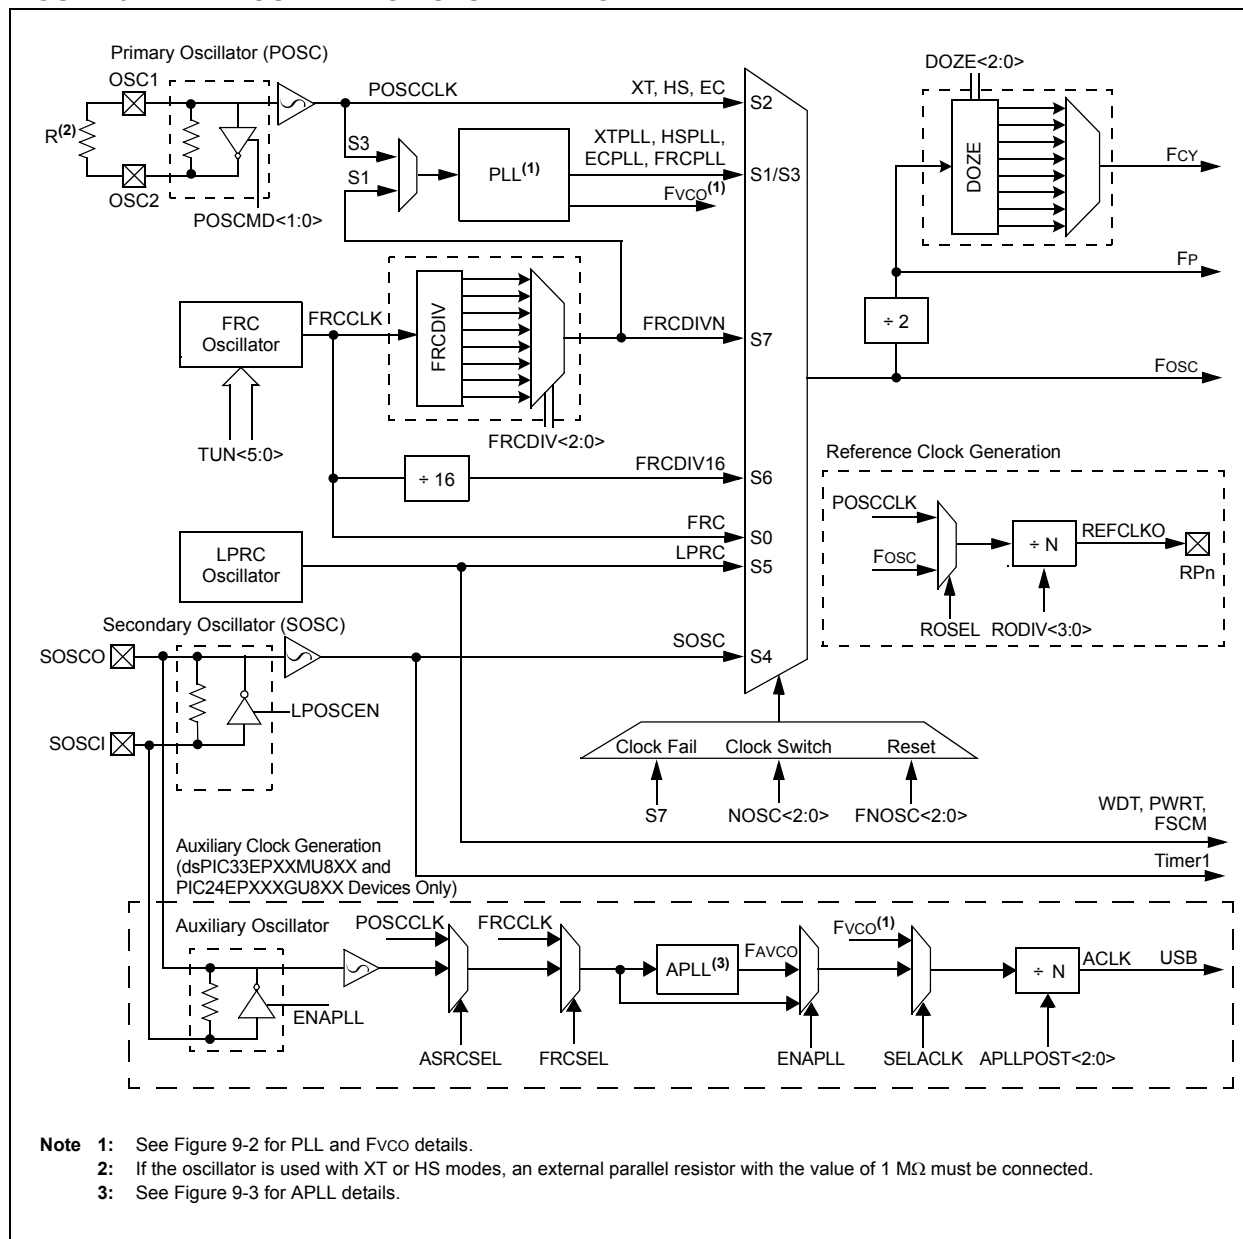 Primary Oscillator (POSC)
OSC1
R(2)
OSC2
POSCMD<1:0>
POSCCLK
S3
S1
PLL(1)
XT, HS, EC
XTPLL, HSPLL,
ECPLL, FRCPLL
FVCO(1)
S2
S1/S3
DOZE<2:0>
DOZE
FCY
FP
÷ 2
FOSC
FRC
Oscillator
FRCCLK
TUN<5:0>
FRCDIV
FRCDIV<2:0>
FRCDIVN
S7
÷ 16
FRCDIV16
S6
FRC
S0
LPRC
Oscillator
LPRC
S5
Reference Clock Generation
POSCCLK
FOSC
÷ N
REFCLKO
RPn
ROSEL
RODIV<3:0>
Secondary Oscillator (SOSC)
SOSCO
SOSCI
LPOSCEN
SOSC
S4
Clock Fail
Clock Switch
Reset
S7
NOSC<2:0>
FNOSC<2:0>
WDT, PWRT,
FSCM
Timer1
Auxiliary Clock Generation
(dsPIC33EPXXMU8XX and
PIC24EPXXXGU8XX Devices Only)
Auxiliary Oscillator
ENAPLL
POSCCLK
FRCCLK
APLL(3)
FAVCO
FVCO(1)
÷ N
ACLK
USB
ASRCSEL
FRCSEL
ENAPLL
SELACLK
APLLPOST<2:0>
Note 1: See Figure 9-2 for PLL and FVCO details.
2: If the oscillator is used with XT or HS modes, an external parallel resistor with the value of 1 MΩ must be connected.
3: See Figure 9-3 for APLL details.